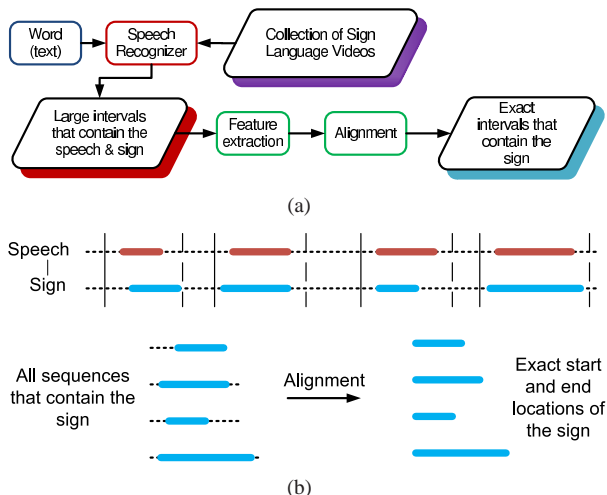 Word
(text)
Speech
Recognizer
Collection of Sign
Language Videos
Large intervals
that contain the
speech & sign
Feature
extraction
Alignment
Exact
intervals that
contain the
sign
(a)
Speech
Sign
All sequences
that contain the
sign
Alignment
Exact start
and end
locations of
the sign
(b)